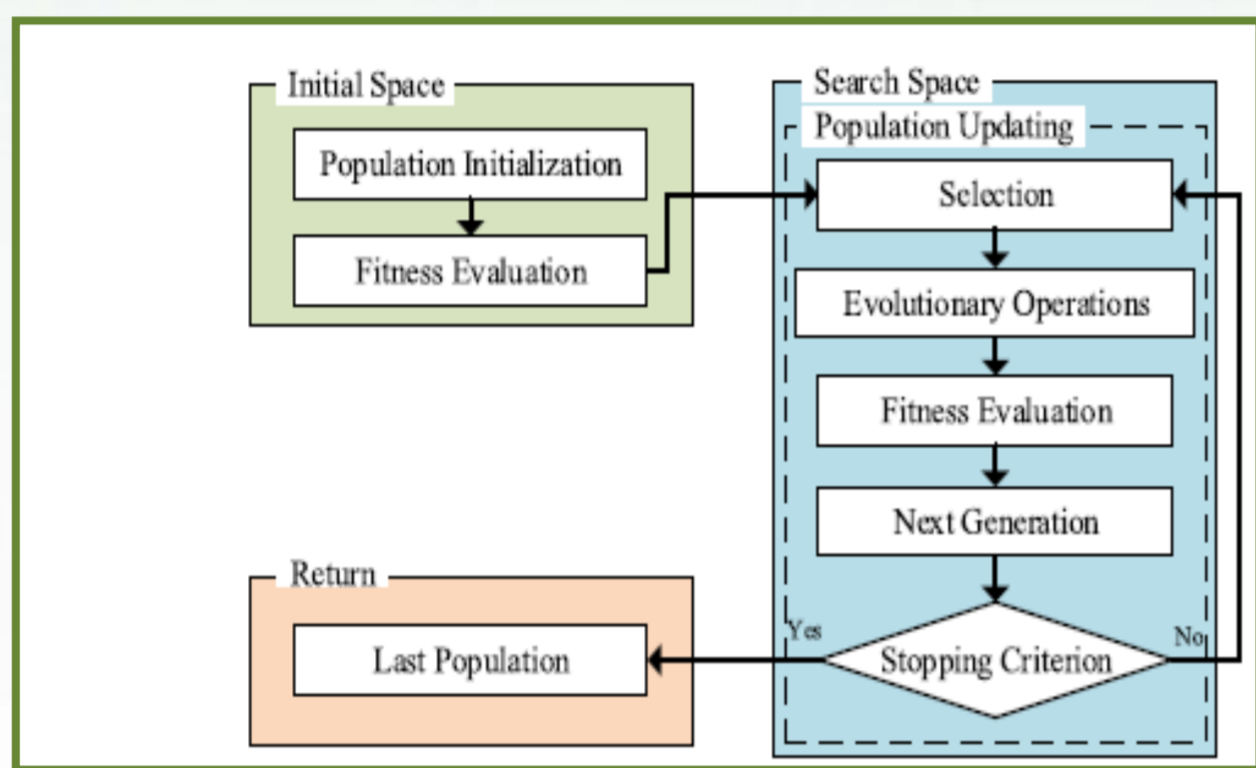 Initial Space
Population Initialization
Fitness Evaluation
Search Space
Population Updating
Selection
Evolutionary Operations
Fitness Evaluation
Next Generation
Stopping Criterion
Yes
No
Return
Last Population